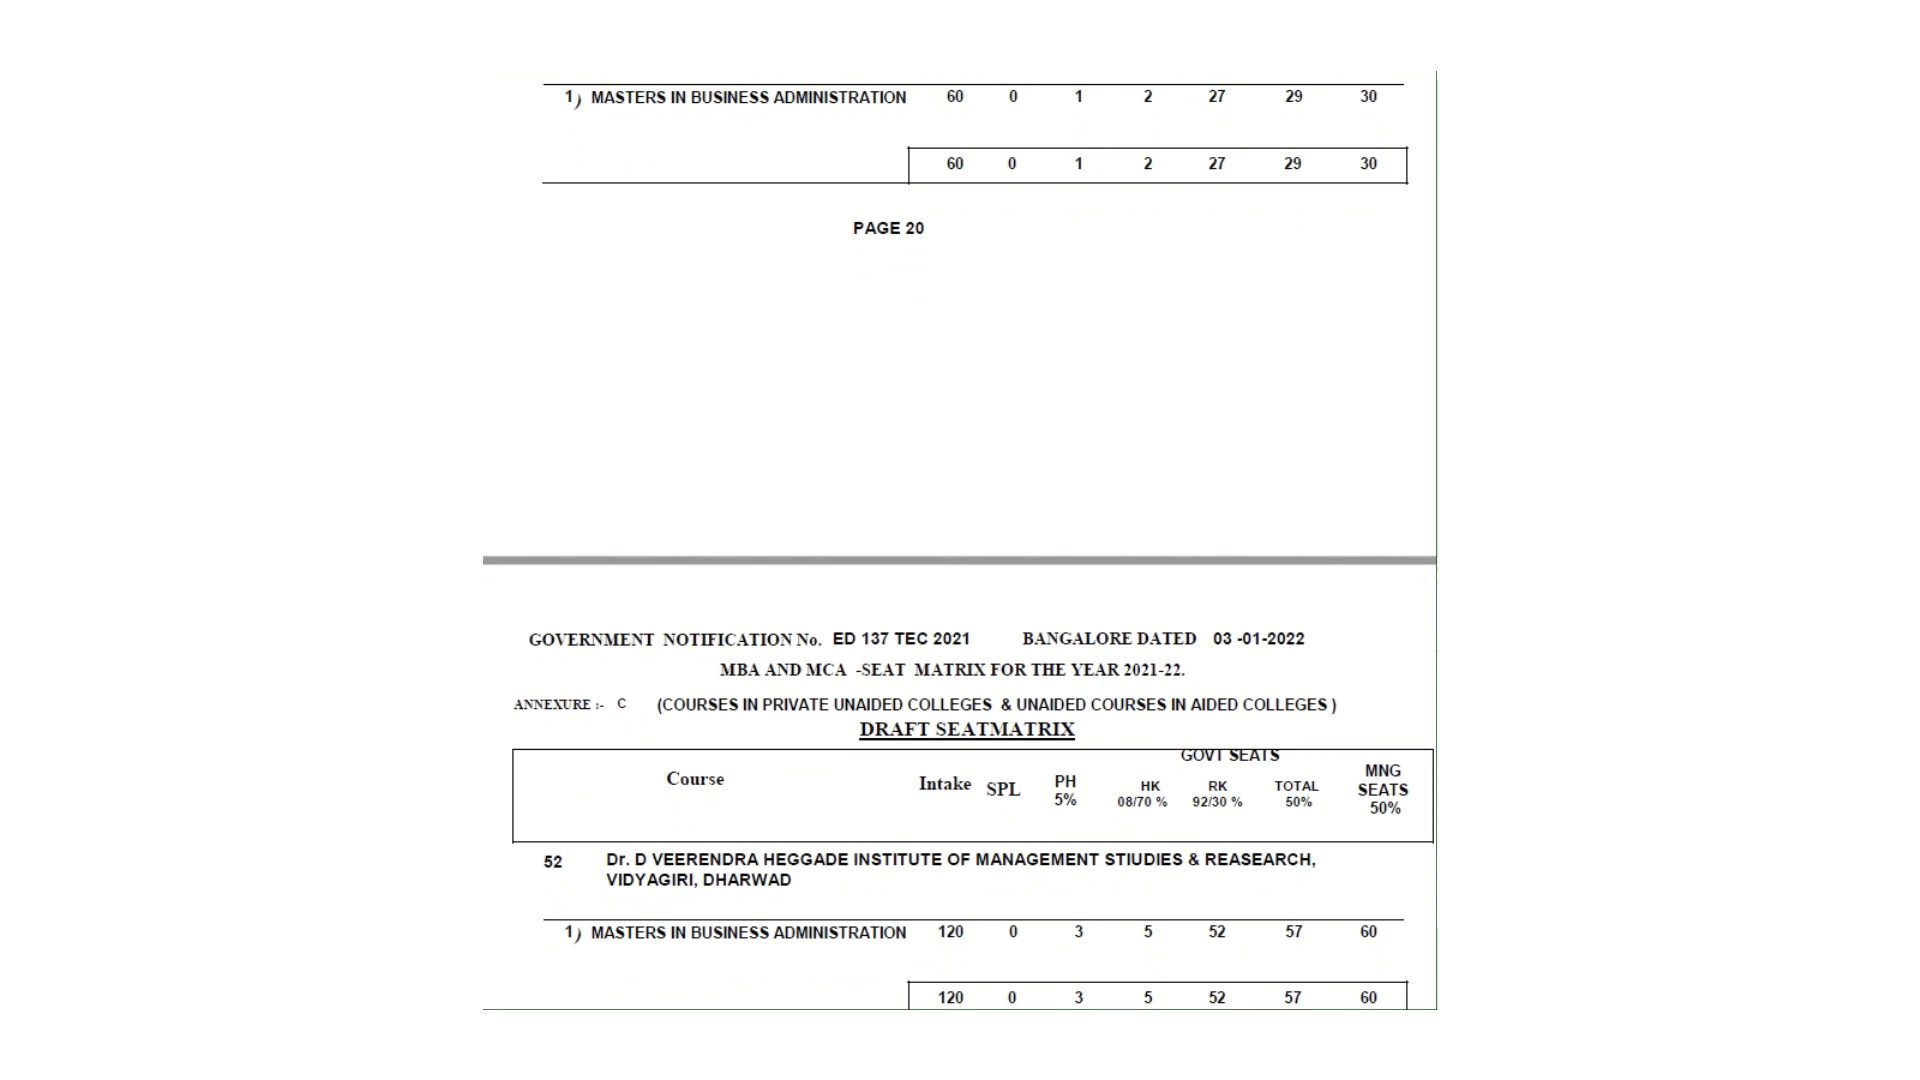 1) MASTERS IN BUSINESS ADMINISTRATION 60 0 1 2 27 29 30
60 0 1 2 27 29 30
PAGE 20
GOVERNMENT NOTIFICATION No. ED 137 TEC 2021 BANGALORE DATED 03 -01-2022
MBA AND MCA -SEAT MATRIX FOR THE YEAR 2021-22.
ANNEXURE :- C (COURSES IN PRIVATE UNAIDED COLLEGES & UNAIDED COURSES IN AIDED COLLEGES )
DRAFT SEATMATRIX
GOVT SEATS
Course Intake SPL PH 5% HK 08/70 % RK 92/30 % TOTAL 50% MNG SEATS 50%
52 Dr. D VEERENDRA HEGGADE INSTITUTE OF MANAGEMENT STIUDIES & REASEARCH,
VIDYAGIRI, DHARWAD
1) MASTERS IN BUSINESS ADMINISTRATION 120 0 3 5 52 57 60
120 0 3 5 52 57 60